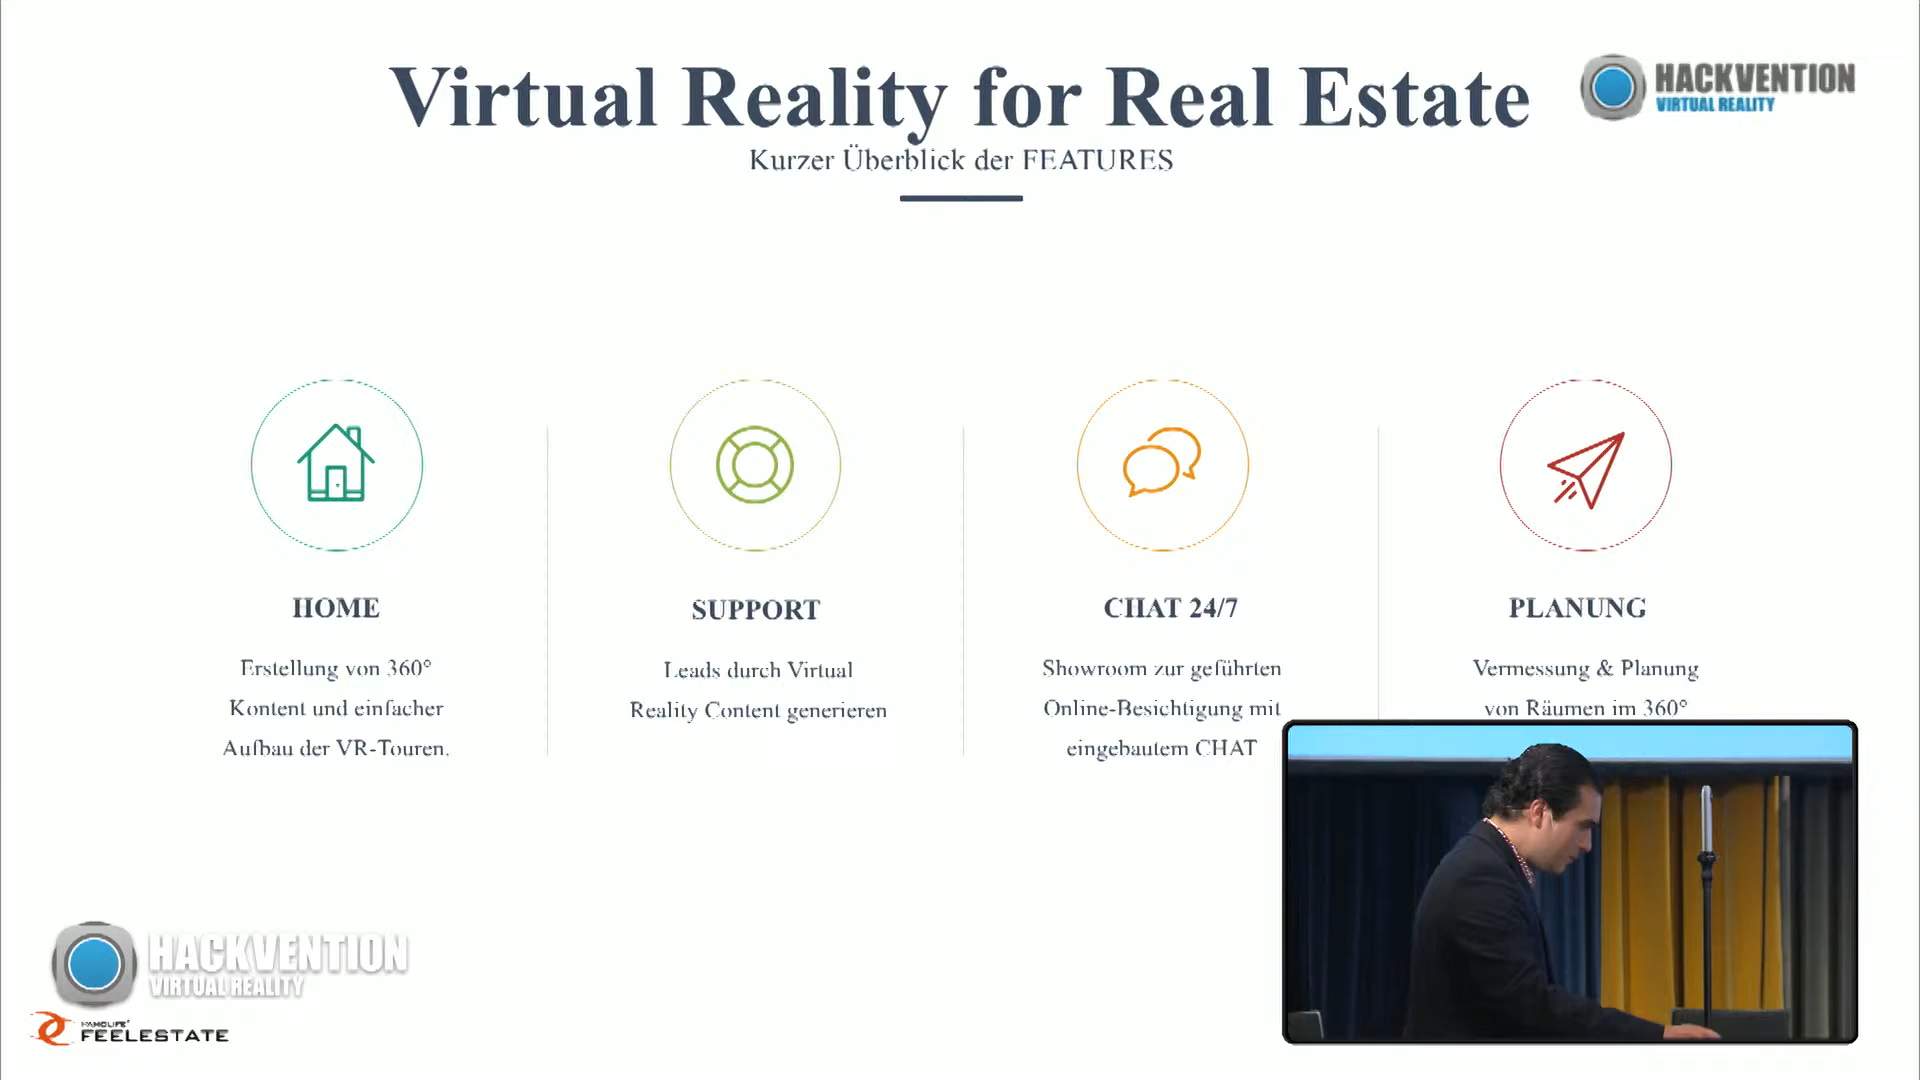 Virtual Reality for Real Estate
Kurzer Überblick der FEATURES
HACKVENTION
VIRTUAL REALITY
HOME
Erstellung von 360°
Kontent und einfacher
Aufbau der VR-Touren.
SUPPORT
Leads durch Virtual
Reality Content generieren
CHAT 24/7
Showroom zur geführten
Online-Besichtigung mit
eingebautem CHAT
PLANUNG
Vermessung & Planung
von Räumen im 360°
HACKVENTION
VIRTUAL REALITY
FEELESTATE